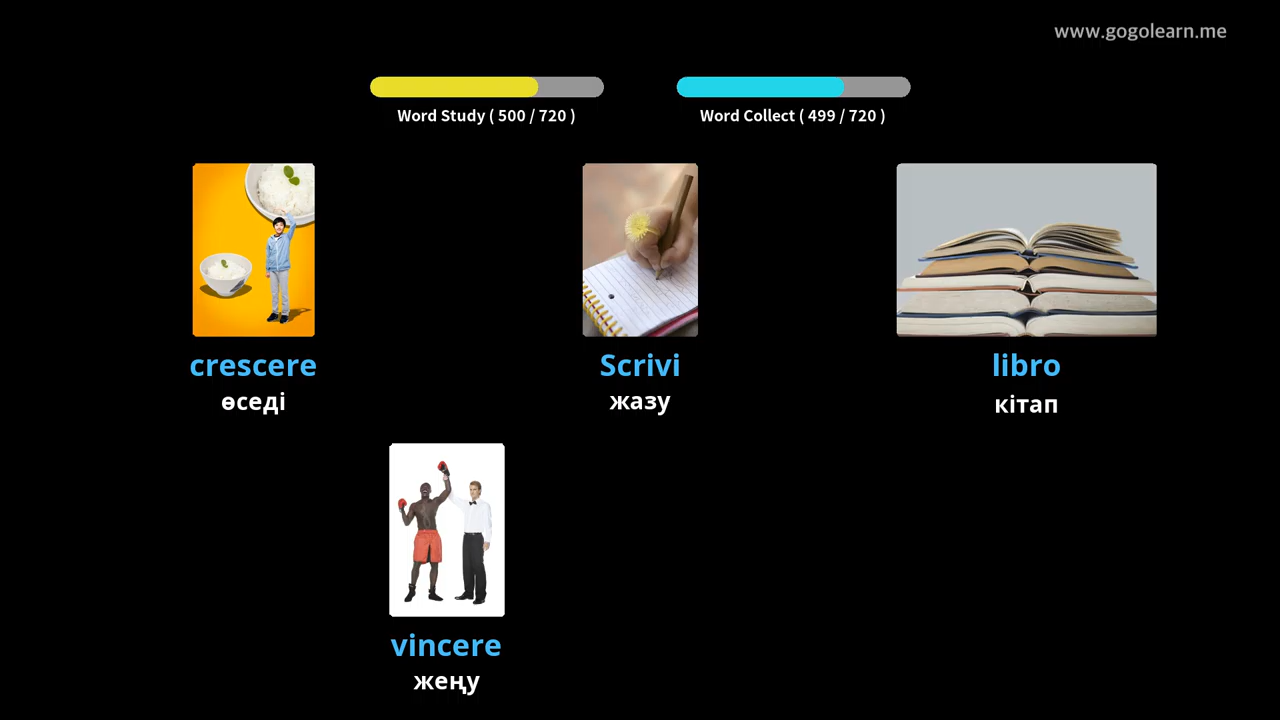 www.gogolearn.me
Word Study ( 500 / 720 )
Word Collect ( 499 / 720 )
crescere
өседі
Scrivi
жазу
libro
кітап
vincere
жеңу